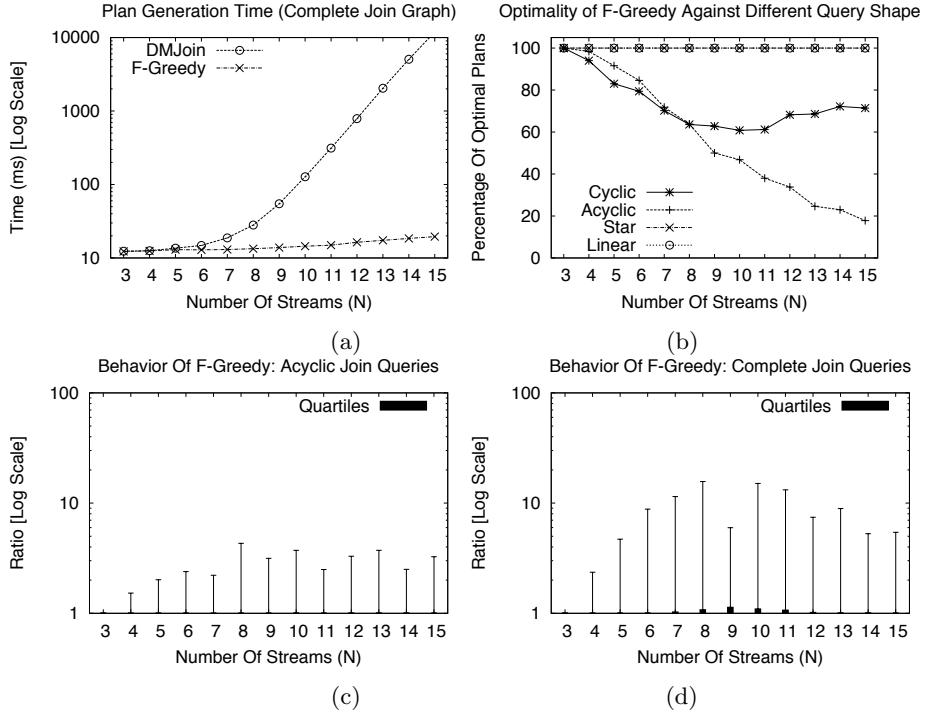 Plan Generation Time (Complete Join Graph)
Time (ms) [Log Scale]
10000
1000
100
10
DMJoin
F-Greedy
3 4 5 6 7 8 9 10 11 12 13 14 15
Number Of Streams (N)
(a)
Optimality of F-Greedy Against Different Query Shape
Percentage Of Optimal Plans
100
80
60
40
20
0
Cyclic
Acyclic
Star
Linear
3 4 5 6 7 8 9 10 11 12 13 14 15
Number Of Streams (N)
(b)
Behavior Of F-Greedy: Acyclic Join Queries
Ratio [Log Scale]
100
10
1
Quartiles
3 4 5 6 7 8 9 10 11 12 13 14 15
Number Of Streams (N)
(c)
Behavior Of F-Greedy: Complete Join Queries
Ratio [Log Scale]
100
10
1
Quartiles
3 4 5 6 7 8 9 10 11 12 13 14 15
Number Of Streams (N)
(d)